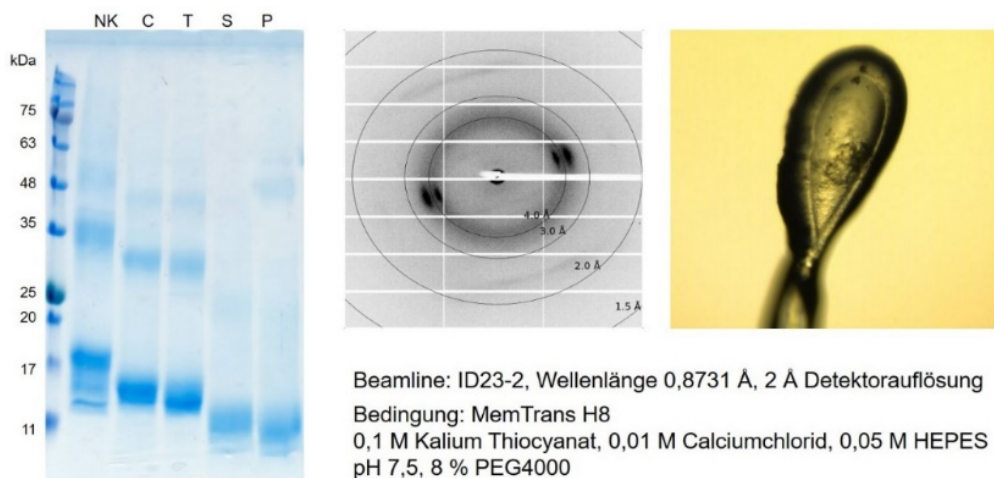 NK C T S P
kDa
75
63
48
35
25
20
17
11
4.0 Å
3.0 Å
2.0 Å
1.5 Å
Beamline: ID23-2, Wellenlänge 0,8731 Å, 2 Å Detektorauflösung
Bedingung: MemTrans H8
0,1 M Kalium Thiocyanat, 0,01 M Calciumchlorid, 0,05 M HEPES
pH 7,5, 8 % PEG4000